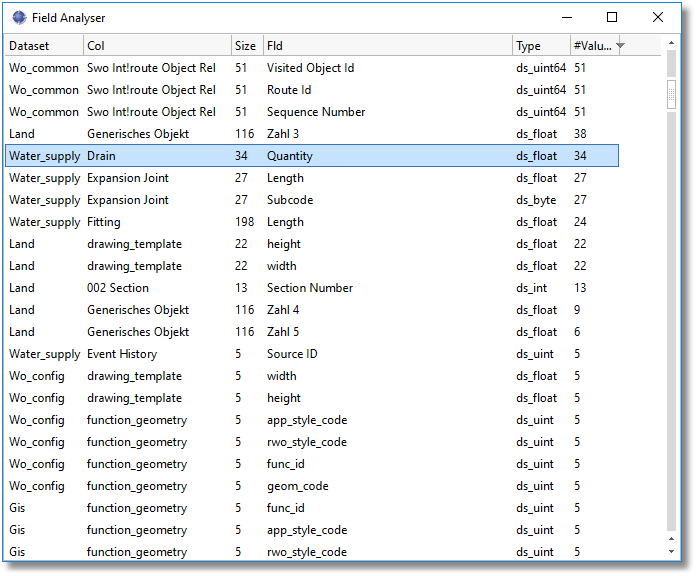 Field Analyser
Dataset Col Size Fld Type #Valu...
Wo_common Swo Int!route Object Rel 51 Visited Object Id ds_uint64 51
Wo_common Swo Int!route Object Rel 51 Route Id ds_uint64 51
Wo_common Swo Int!route Object Rel 51 Sequence Number ds_uint64 51
Land Generisches Objekt 116 Zahl 3 ds_float 38
Water_supply Drain 34 Quantity ds_float 34
Water_supply Expansion Joint 27 Length ds_float 27
Water_supply Expansion Joint 27 Subcode ds_byte 27
Water_supply Fitting 198 Length ds_float 24
Land drawing_template 22 height ds_float 22
Land drawing_template 22 width ds_float 22
Land 002 Section 13 Section Number ds_int 13
Land Generisches Objekt 116 Zahl 4 ds_float 9
Land Generisches Objekt 116 Zahl 5 ds_float 6
Water_supply Event History 5 Source ID ds_uint 5
Wo_config drawing_template 5 width ds_float 5
Wo_config drawing_template 5 height ds_float 5
Wo_config function_geometry 5 app_style_code ds_uint 5
Wo_config function_geometry 5 rwo_style_code ds_uint 5
Wo_config function_geometry 5 func_id ds_uint 5
Wo_config function_geometry 5 geom_code ds_uint 5
Gis function_geometry 5 func_id ds_uint 5
Gis function_geometry 5 app_style_code ds_uint 5
Gis function_geometry 5 rwo_style_code ds_uint 5